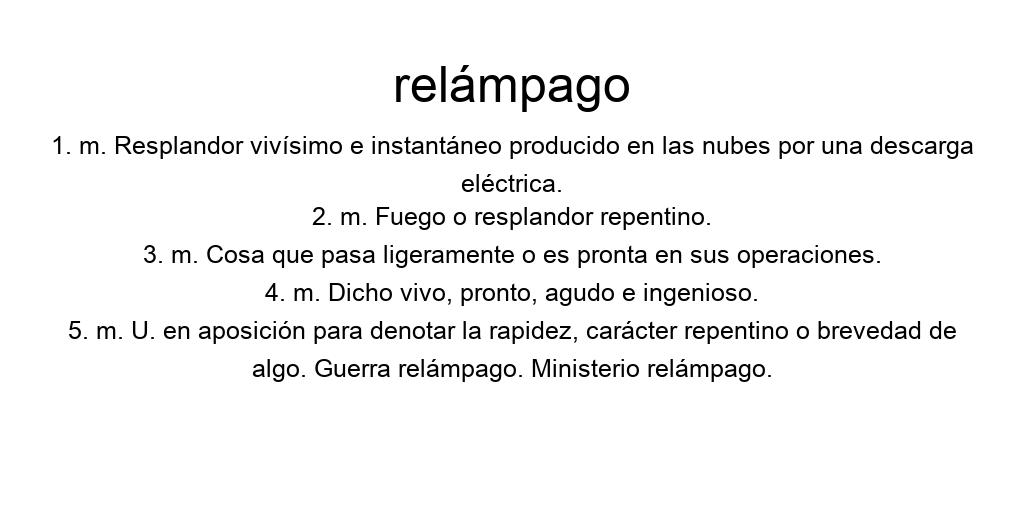 relámpago
1. m. Resplandor vivísimo e instantáneo producido en las nubes por una descarga
eléctrica.
2. m. Fuego o resplandor repentino.
3. m. Cosa que pasa ligeramente o es pronta en sus operaciones.
4. m. Dicho vivo, pronto, agudo e ingenioso.
5. m. U. en aposición para denotar la rapidez, carácter repentino o brevedad de
algo. Guerra relámpago. Ministerio relámpago.